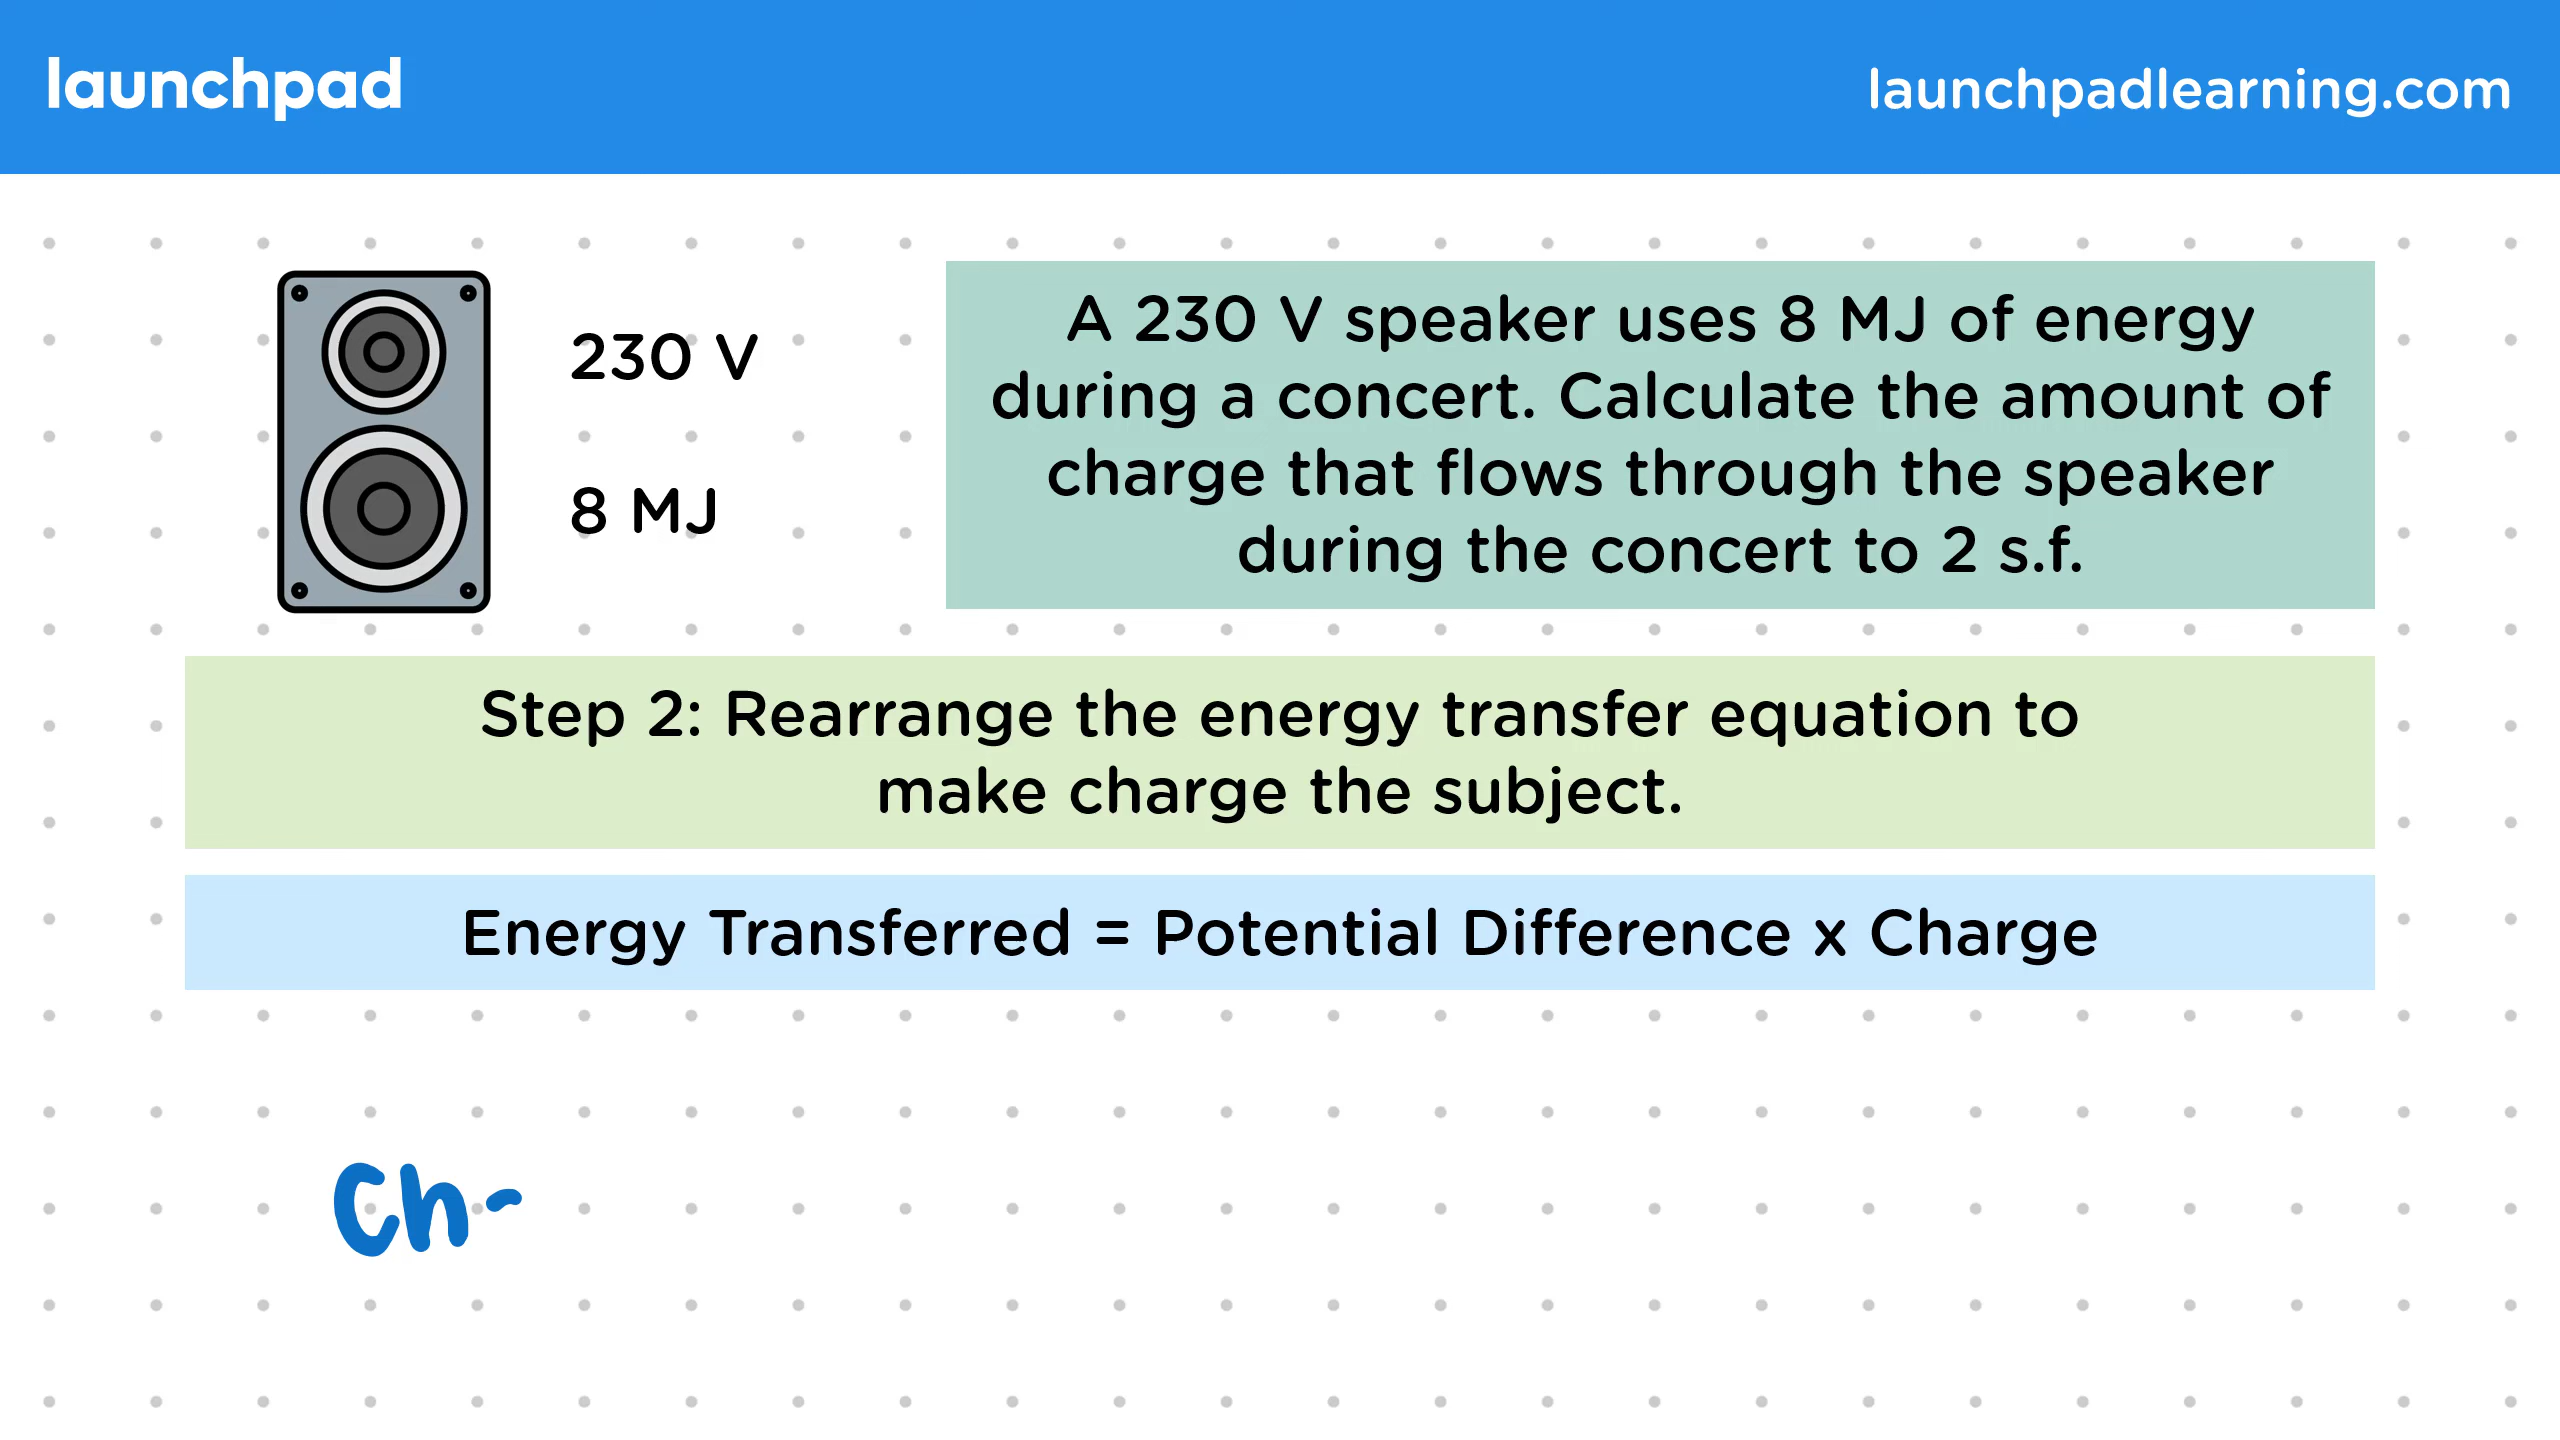 launchpad
launchpadlearning.com
230 V
8 MJ
A 230 V speaker uses 8 MJ of energy
during a concert. Calculate the amount of
charge that flows through the speaker
during the concert to 2 s.f.
Step 2: Rearrange the energy transfer equation to
make charge the subject.
Energy Transferred = Potential Difference x Charge
Ch-